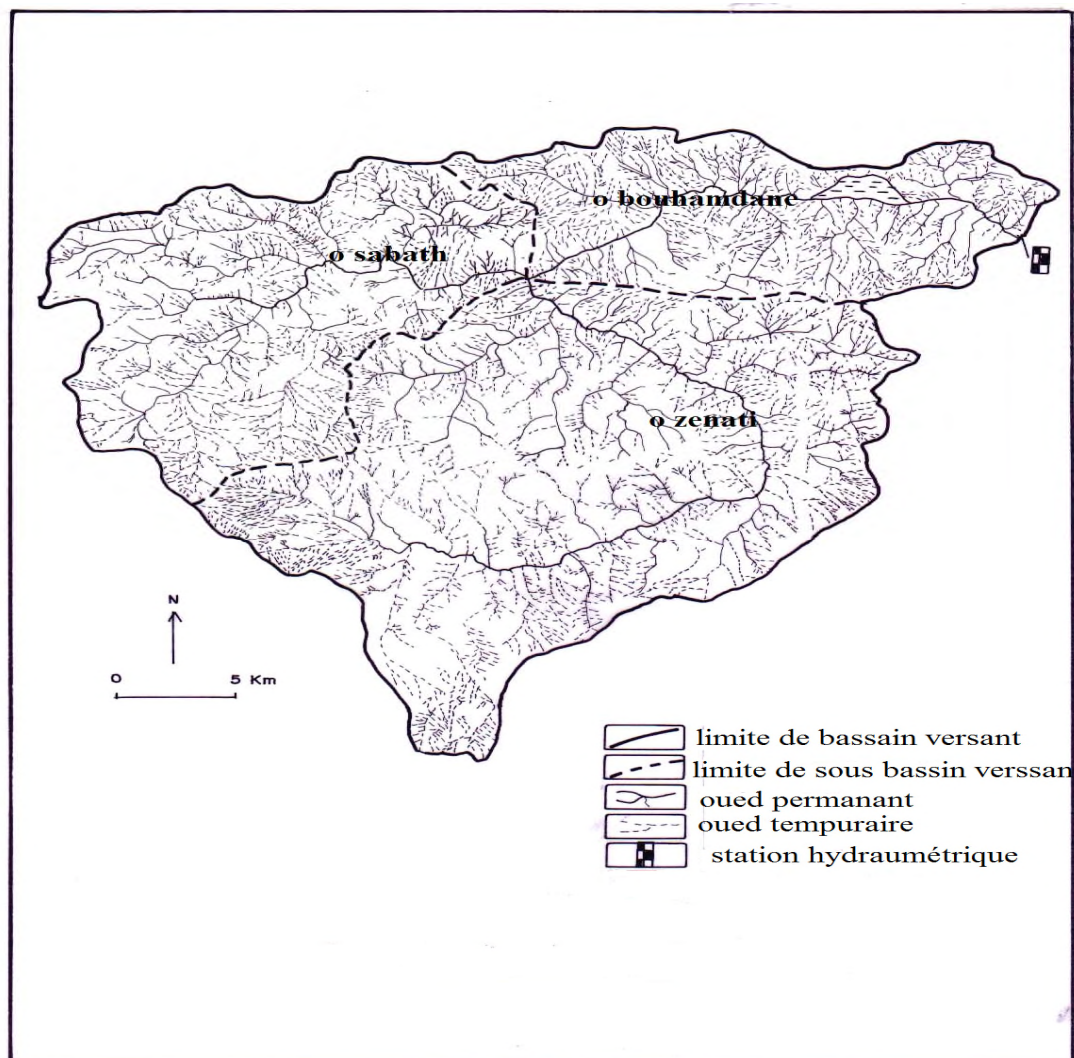 o bouhamdane
o sabath
o zenati
N
0 5 Km
limite de bassain versant
limite de sous bassin verssan
oued permanant
oued tempuraire
station hydraumétrique